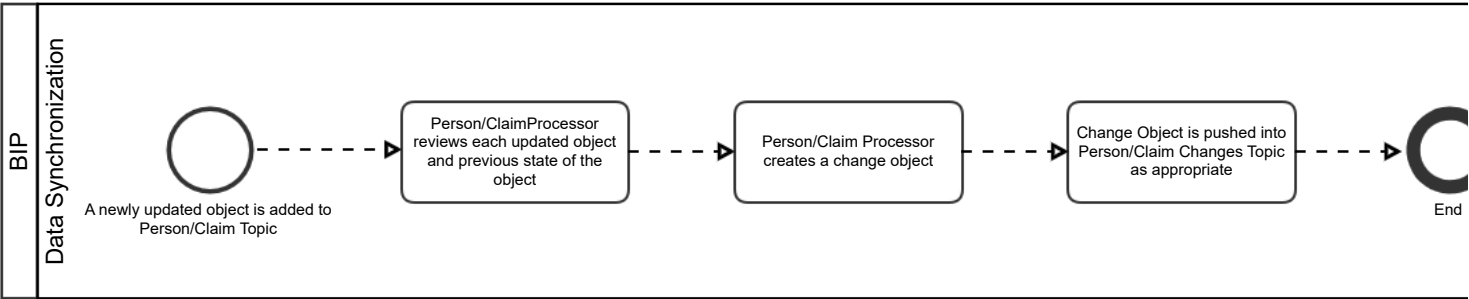 BIP
Data Synchronization
A newly updated object is added to
Person/Claim Topic
Person/ClaimProcessor
reviews each updated object
and previous state of the
object
Person/Claim Processor
creates a change object
Change Object is pushed into
Person/Claim Changes Topic
as appropriate
End